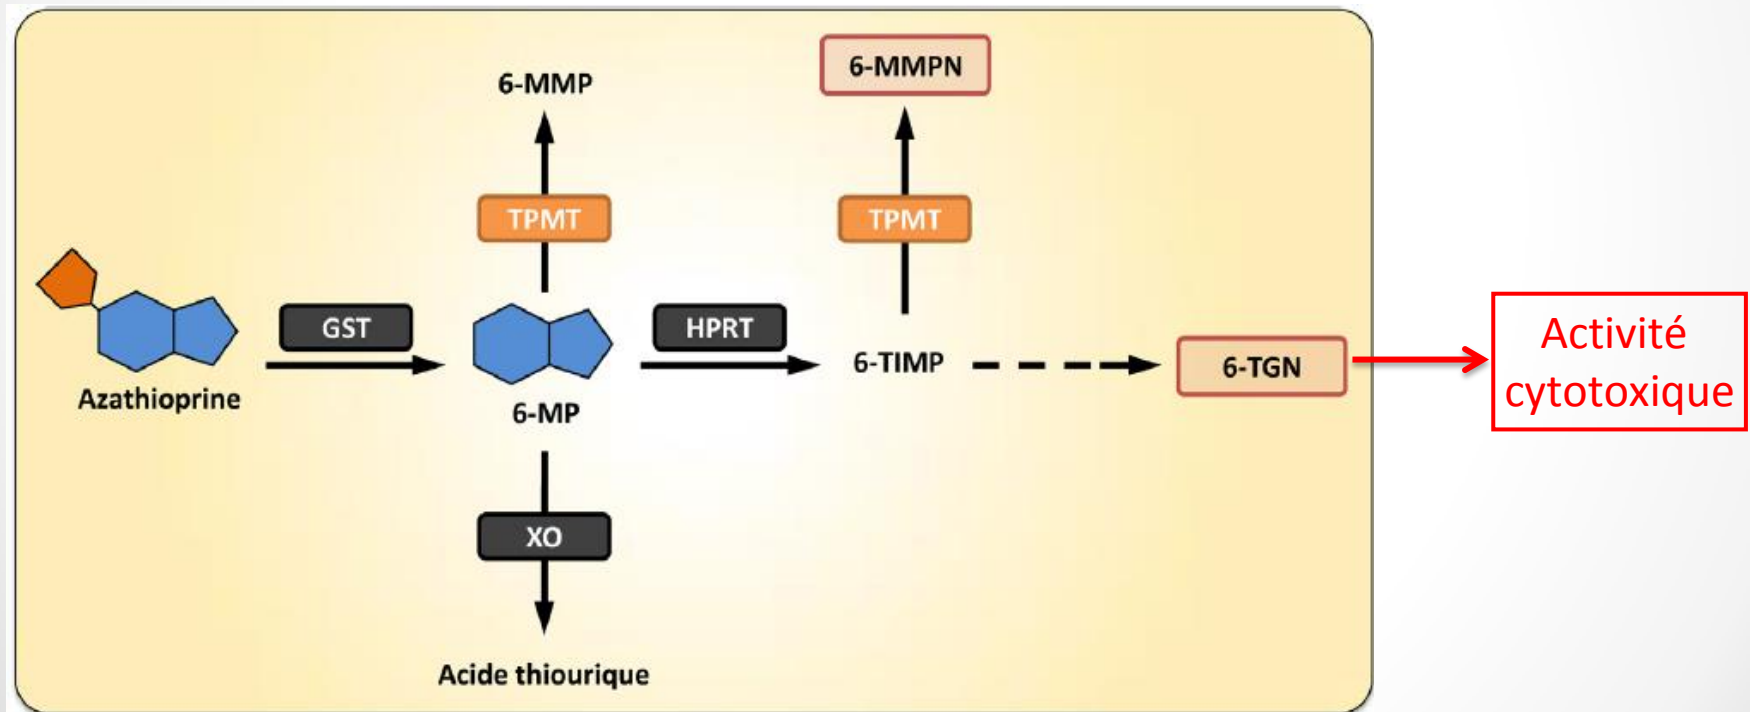 6-MMP
6-MMPN
TPMT
TPMT
GST
HPRT
Azathioprine
6-MP
6-TIMP
6-TGN
Activité
cytotoxique
XO
Acide thiourique